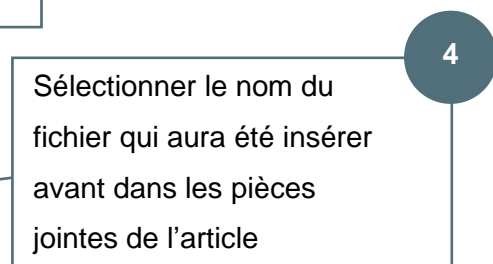 4
Sélectionner le nom du
fichier qui aura été insérer
avant dans les pièces
jointes de l’article